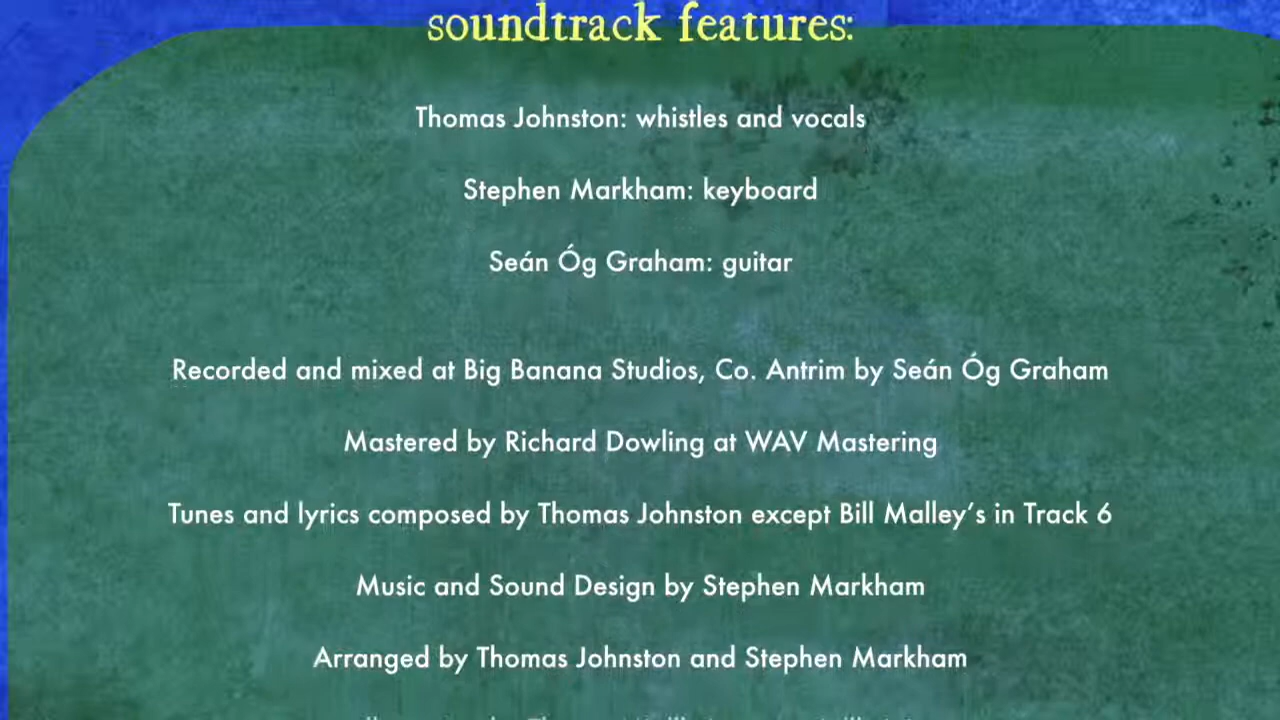 soundtrack features:
Thomas Johnston: whistles and vocals
Stephen Markham: keyboard
Seán Óg Graham: guitar
Recorded and mixed at Big Banana Studios, Co. Antrim by Seán Óg Graham
Mastered by Richard Dowling at WAV Mastering
Tunes and lyrics composed by Thomas Johnston except Bill Malley’s in Track 6
Music and Sound Design by Stephen Markham
Arranged by Thomas Johnston and Stephen Markham